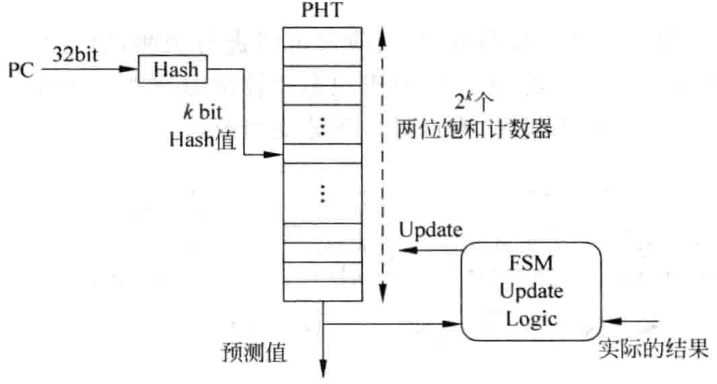 PHT
PC
32bit
Hash
k bit
Hash值
⋮
⋮
2^k个
两位饱和计数器
Update
FSM
Update
Logic
预测值
实际的结果